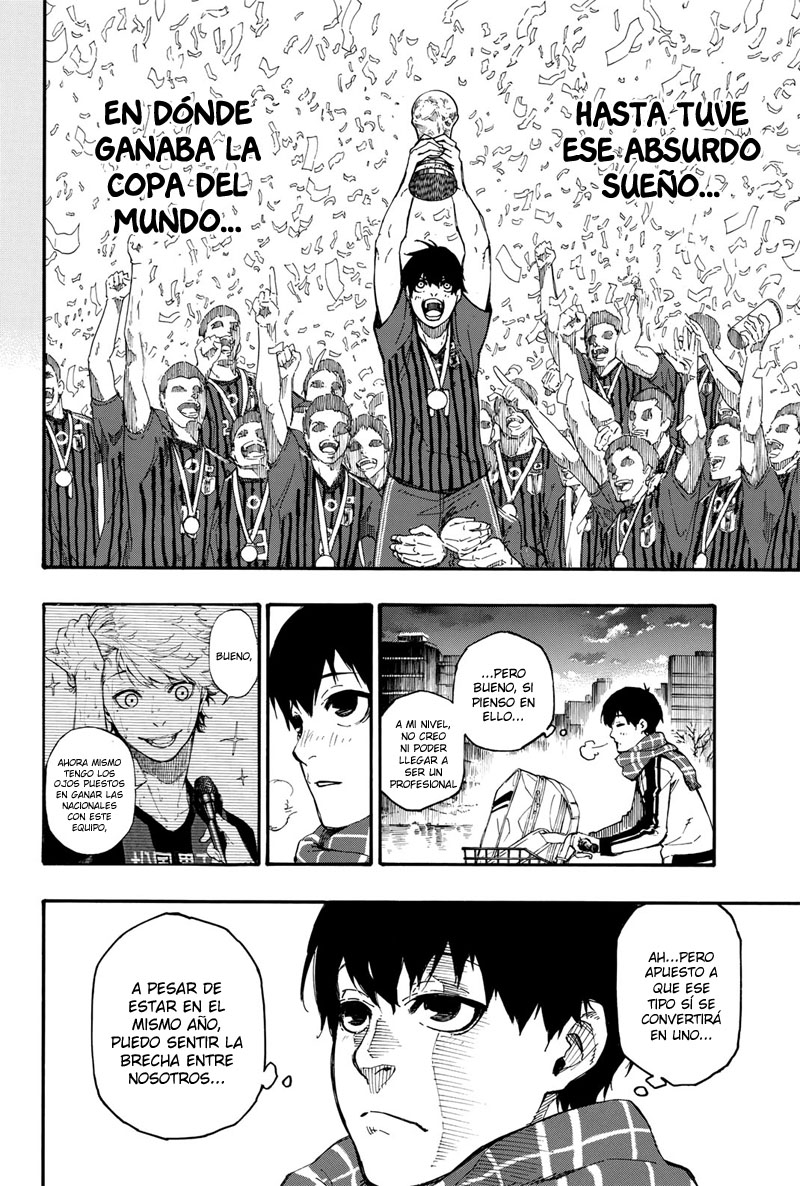 HASTA TUVE
ESE ABSURDO
SUEÑO...
EN DÓNDE
GANABA LA
COPA DEL
MUNDO...
...PERO
BUENO, SI
PIENSO EN
ELLO...
A MI NIVEL,
NO CREO
NI PODER
LLEGAR A
SER UN
PROFESIONAL
BUENO,
AHORA MISMO
TENGO LOS
OJOS PUESTOS
EN GANAR LAS
NACIONALES
CON ESTE
EQUIPO,
AH...PERO
APUESTO A
QUE ESE
TIPO SÍ SE
CONVERTIRÁ
EN UNO...
A PESAR DE
ESTAR EN EL
MISMO AÑO,
PUEDO SENTIR LA
BRECHA ENTRE
NOSOTROS...